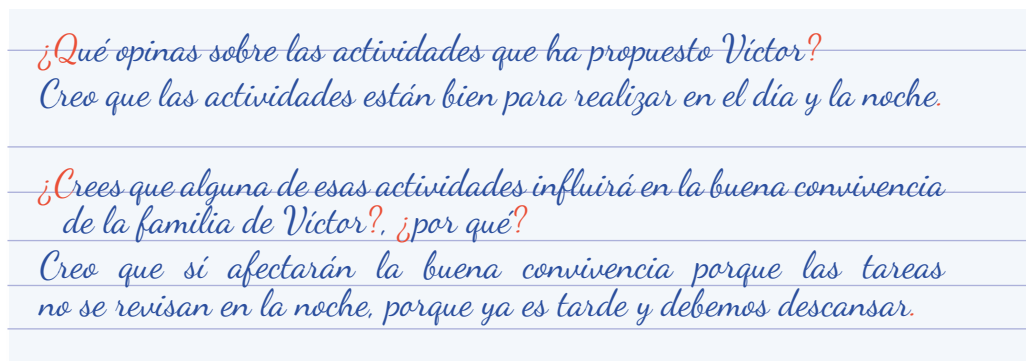 ¿Qué opinas sobre las actividades que ha propuesto Víctor?
Creo que las actividades están bien para realizar en el día y la noche.
¿Crees que alguna de esas actividades influirá en la buena convivencia
de la familia de Víctor?, ¿por qué?
Creo que sí afectarán la buena convivencia porque las tareas
no se revisan en la noche, porque ya es tarde y debemos descansar.